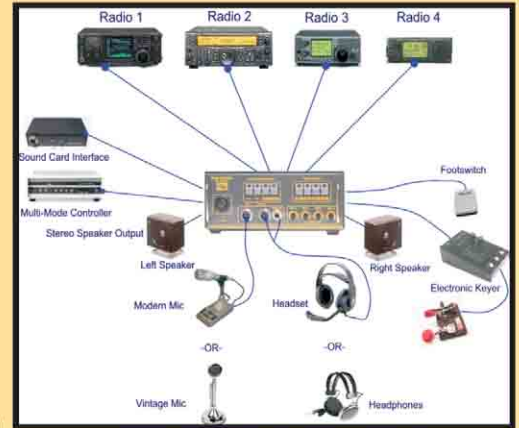 Radio 1 Radio 2 Radio 3 Radio 4
Sound Card Interface
Footswitch
Multi-Mode Controller
Stereo Speaker Output
Left Speaker
Right Speaker
Electronic Keyer
Modern Mic
Headset
-OR-
-OR-
Vintage Mic
Headphones